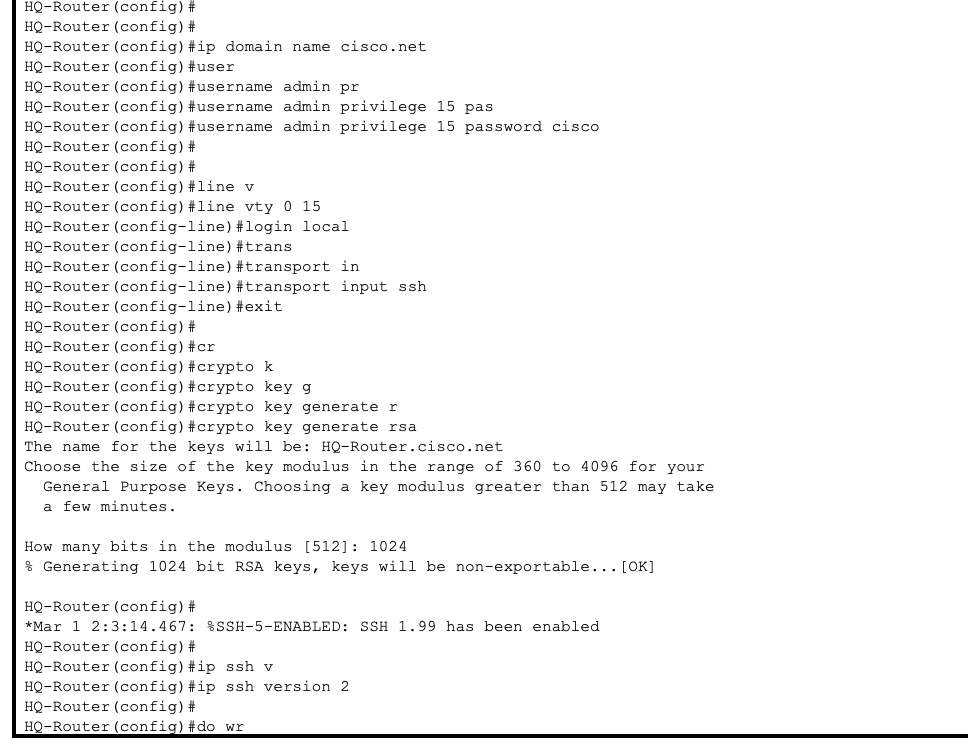 HQ-Router(config)#
HQ-Router(config)#
HQ-Router(config)#ip domain name cisco.net
HQ-Router(config)#user
HQ-Router(config)#username admin pr
HQ-Router(config)#username admin privilege 15 pas
HQ-Router(config)#username admin privilege 15 password cisco
HQ-Router(config)#
HQ-Router(config)#
HQ-Router(config)#line v
HQ-Router(config)#line vty 0 15
HQ-Router(config-line)#login local
HQ-Router(config-line)#trans
HQ-Router(config-line)#transport in
HQ-Router(config-line)#transport input ssh
HQ-Router(config-line)#exit
HQ-Router(config)#
HQ-Router(config)#cr
HQ-Router(config)#crypto k
HQ-Router(config)#crypto key g
HQ-Router(config)#crypto key generate r
HQ-Router(config)#crypto key generate rsa
The name for the keys will be: HQ-Router.cisco.net
Choose the size of the key modulus in the range of 360 to 4096 for your
  General Purpose Keys. Choosing a key modulus greater than 512 may take
  a few minutes.

How many bits in the modulus [512]: 1024
% Generating 1024 bit RSA keys, keys will be non-exportable...[OK]

HQ-Router(config)#
*Mar 1 2:3:14.467: %SSH-5-ENABLED: SSH 1.99 has been enabled
HQ-Router(config)#
HQ-Router(config)#ip ssh v
HQ-Router(config)#ip ssh version 2
HQ-Router(config)#
HQ-Router(config)#do wr